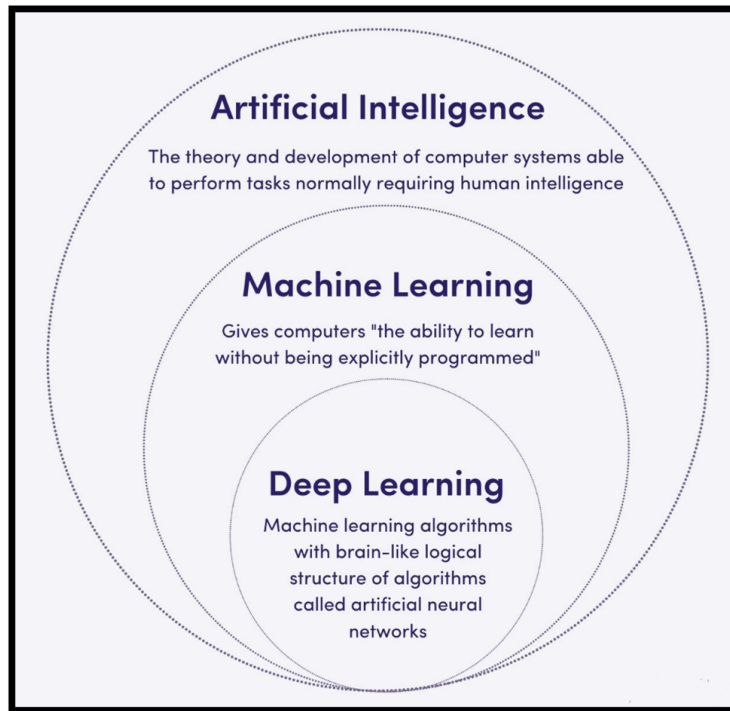 Artificial Intelligence
The theory and development of computer systems able
to perform tasks normally requiring human intelligence
Machine Learning
Gives computers "the ability to learn
without being explicitly programmed"
Deep Learning
Machine learning algorithms
with brain-like logical
structure of algorithms
called artificial neural
networks